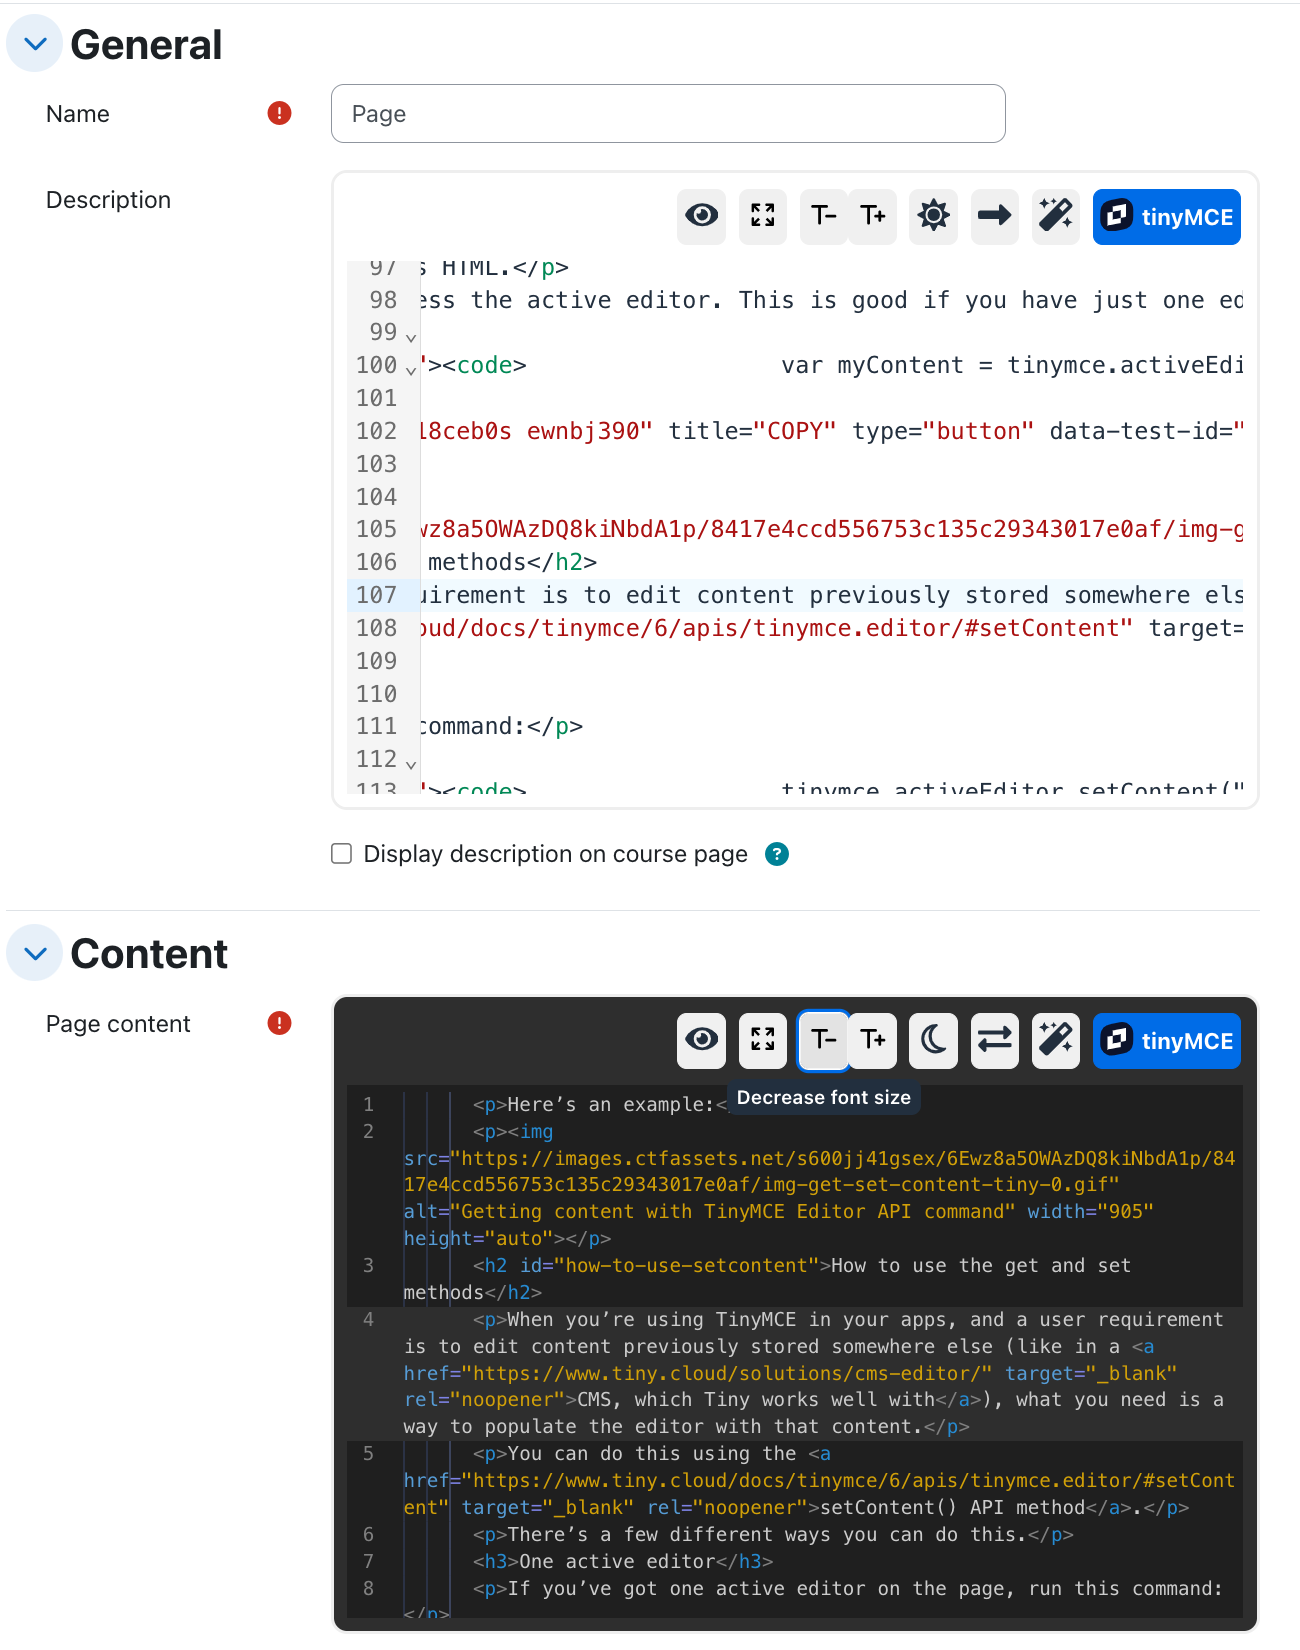 General
Name
Page
Description
T- T+ tinyMCE
97 s HTML.</p>
98 ess the active editor. This is good if you have just one ed
99
100 "><code> var myContent = tinymce.activeEdi
101
102 18ceb0s ewnbj390" title="COPY" type="button" data-test-id="
103
104
105 wz8a5OWAzDQ8kiNbdA1p/8417e4ccd556753c135c29343017e0af/img-g
106 methods</h2>
107 uirement is to edit content previously stored somewhere els
108 oud/docs/tinymce/6/apis/tinymce.editor/#setContent" target=
109
110
111 command:</p>
112
113 "><code> tinymce.activeEditor.setContent("
Display description on course page ?
Content
Page content
T- T+ tinyMCE
Decrease font size
1 <p>Here’s an example:<
2 <p><img
src="https://images.ctfassets.net/s600jj41gsex/6Ewz8a5OWAzDQ8kiNbdA1p/84
17e4ccd556753c135c29343017e0af/img-get-set-content-tiny-0.gif"
alt="Getting content with TinyMCE Editor API command" width="905"
height="auto"></p>
3 <h2 id="how-to-use-setcontent">How to use the get and set
methods</h2>
4 <p>When you’re using TinyMCE in your apps, and a user requirement
is to edit content previously stored somewhere else (like in a <a
href="https://www.tiny.cloud/solutions/cms-editor/" target="_blank"
rel="noopener">CMS, which Tiny works well with</a>), what you need is a
way to populate the editor with that content.</p>
5 <p>You can do this using the <a
href="https://www.tiny.cloud/docs/tinymce/6/apis/tinymce.editor/#setCont
ent" target="_blank" rel="noopener">setContent() API method</a>.</p>
6 <p>There’s a few different ways you can do this.</p>
7 <h3>One active editor</h3>
8 <p>If you’ve got one active editor on the page, run this command:
</p>